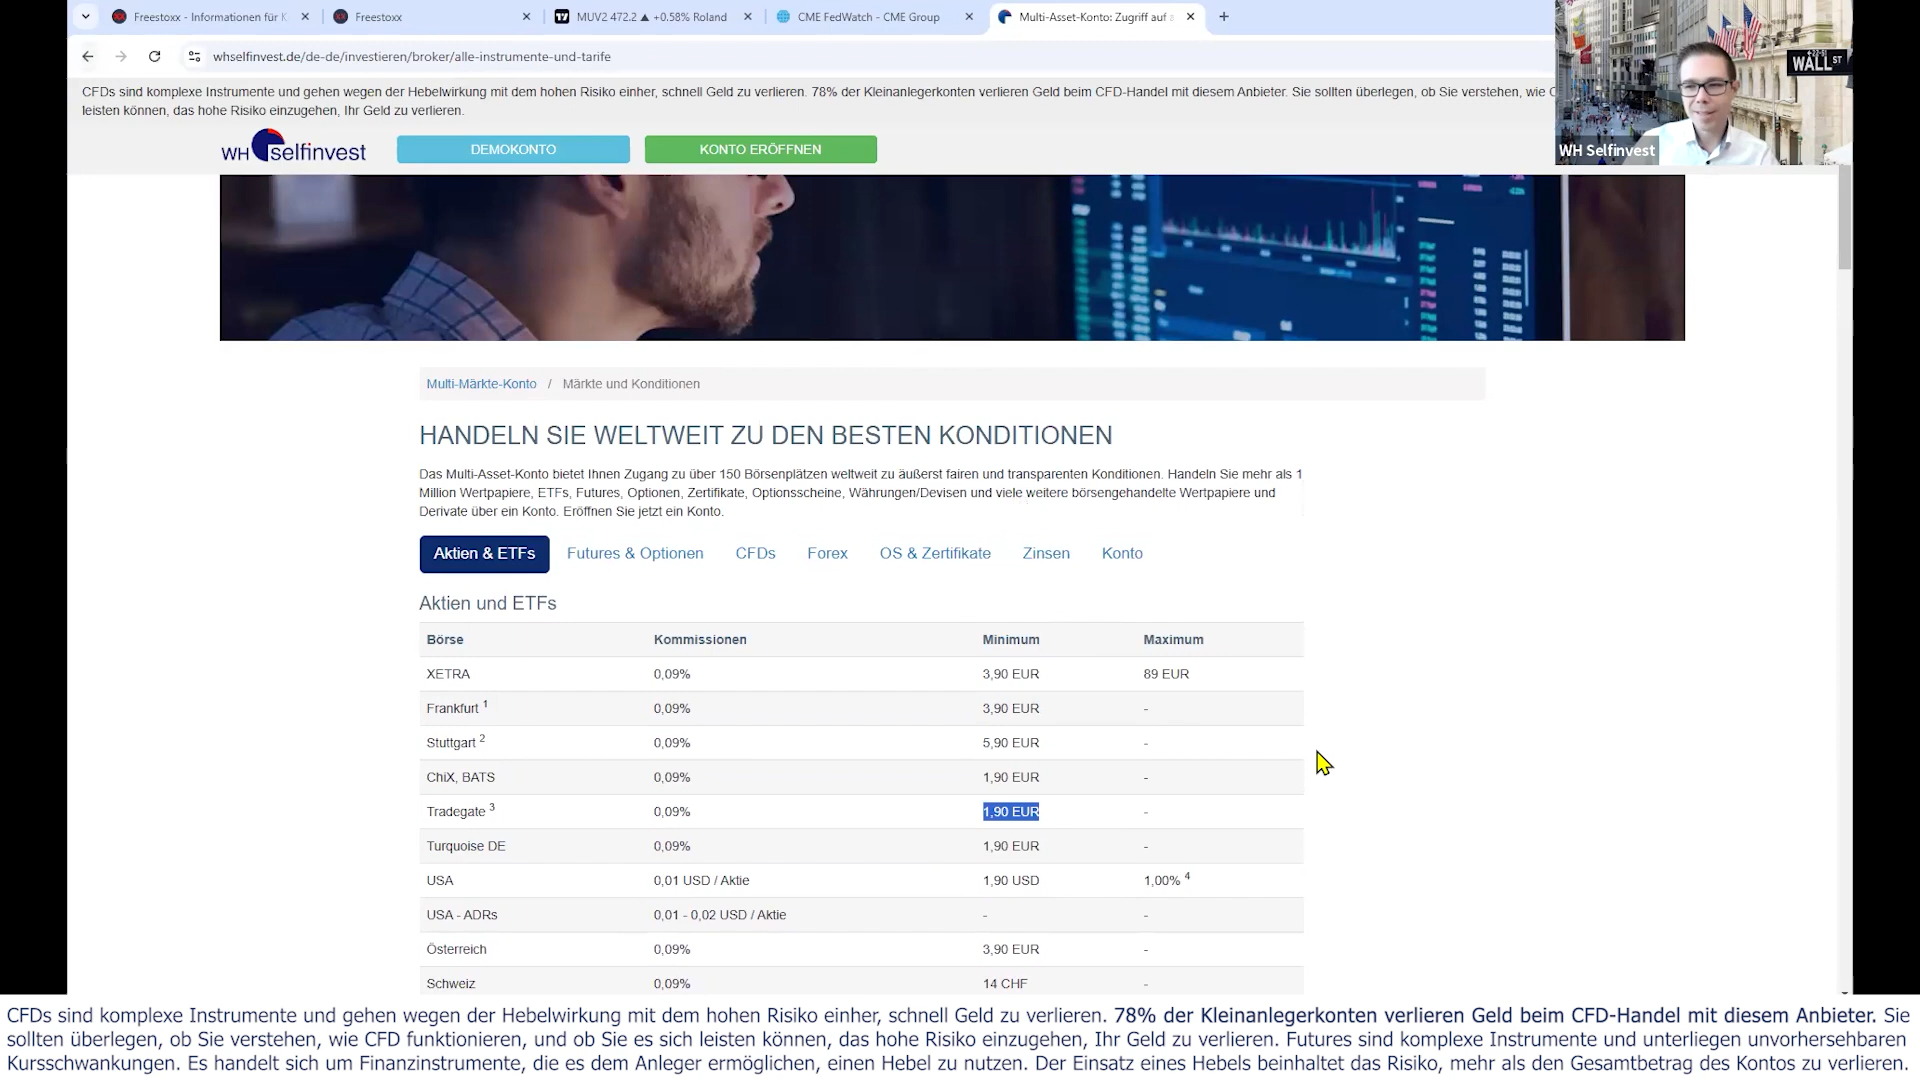 Freestoxx - Informationen für K
Freestoxx
MUV2 472.2 ▲ +0.58% Roland
CME FedWatch - CME Group
Multi-Asset-Konto: Zugriff auf
whselfinvest.de/de-de/investieren/broker/alle-instrumente-und-tarife
WALL ST
CFDs sind komplexe Instrumente und gehen wegen der Hebelwirkung mit dem hohen Risiko einher, schnell Geld zu verlieren. 78% der Kleinanlegerkonten verlieren Geld beim CFD-Handel mit diesem Anbieter. Sie sollten überlegen, ob Sie verstehen, wie C
leisten können, das hohe Risiko einzugehen, Ihr Geld zu verlieren.
WH selfinvest
DEMOKONTO
KONTO ERÖFFNEN
WH Selfinvest
Multi-Märkte-Konto / Märkte und Konditionen
HANDELN SIE WELTWEIT ZU DEN BESTEN KONDITIONEN
Das Multi-Asset-Konto bietet Ihnen Zugang zu über 150 Börsenplätzen weltweit zu äußerst fairen und transparenten Konditionen. Handeln Sie mehr als 1
Million Wertpapiere, ETFs, Futures, Optionen, Zertifikate, Optionsscheine, Währungen/Devisen und viele weitere börsengehandelte Wertpapiere und
Derivate über ein Konto. Eröffnen Sie jetzt ein Konto.
Aktien & ETFs Futures & Optionen CFDs Forex OS & Zertifikate Zinsen Konto
Aktien und ETFs
Börse Kommissionen Minimum Maximum
XETRA 0,09% 3,90 EUR 89 EUR
Frankfurt 1 0,09% 3,90 EUR -
Stuttgart 2 0,09% 5,90 EUR -
ChiX, BATS 0,09% 1,90 EUR -
Tradegate 3 0,09% 1,90 EUR -
Turquoise DE 0,09% 1,90 EUR -
USA 0,01 USD / Aktie 1,90 USD 1,00% 4
USA - ADRs 0,01 - 0,02 USD / Aktie - -
Österreich 0,09% 3,90 EUR -
Schweiz 0,09% 14 CHF -
CFDs sind komplexe Instrumente und gehen wegen der Hebelwirkung mit dem hohen Risiko einher, schnell Geld zu verlieren. 78% der Kleinanlegerkonten verlieren Geld beim CFD-Handel mit diesem Anbieter. Sie
sollten überlegen, ob Sie verstehen, wie CFD funktionieren, und ob Sie es sich leisten können, das hohe Risiko einzugehen, Ihr Geld zu verlieren. Futures sind komplexe Instrumente und unterliegen unvorhersehbaren
Kursschwankungen. Es handelt sich um Finanzinstrumente, die es dem Anleger ermöglichen, einen Hebel zu nutzen. Der Einsatz eines Hebels beinhaltet das Risiko, mehr als den Gesamtbetrag des Kontos zu verlieren.